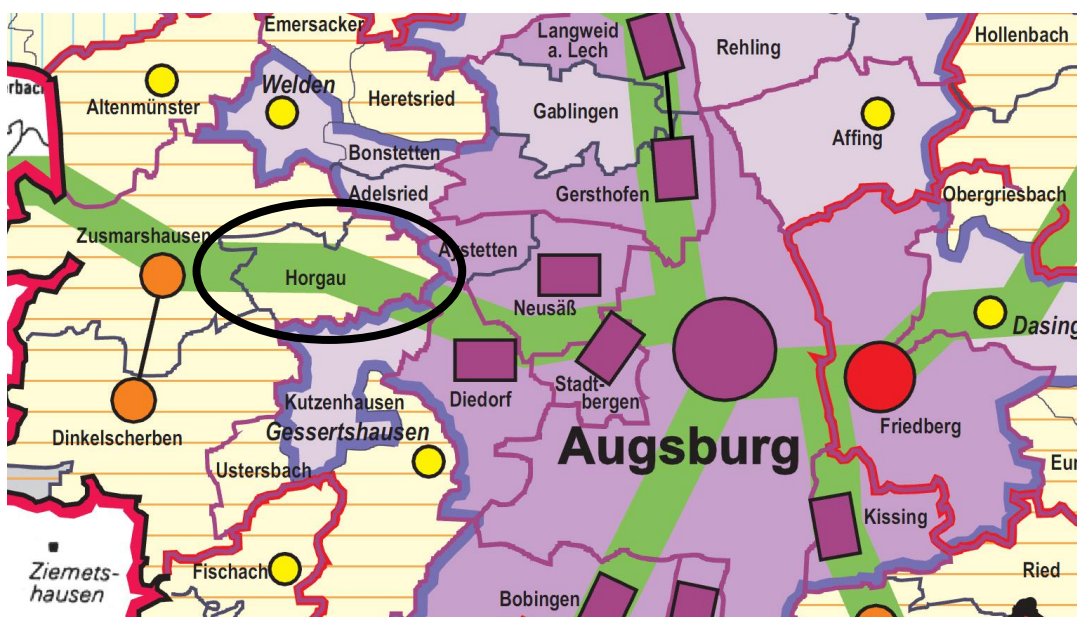 Emersacker
Langweid
a. Lech
Rehling
Hollenbach
Welden
Altenmünster
Heretsried
Gablingen
Affing
Bonstetten
Adelsried
Gersthofen
Obergriesbach
Zusmarshausen
Aystetten
Horgau
Neusäß
Dasing
Diedorf
Stadt-
bergen
Kutzenhausen
Gessertshausen
Dinkelscherben
Augsburg
Friedberg
Ustersbach
Eur
Kissing
Ziemets-
hausen
Fischach
Bobingen
Ried